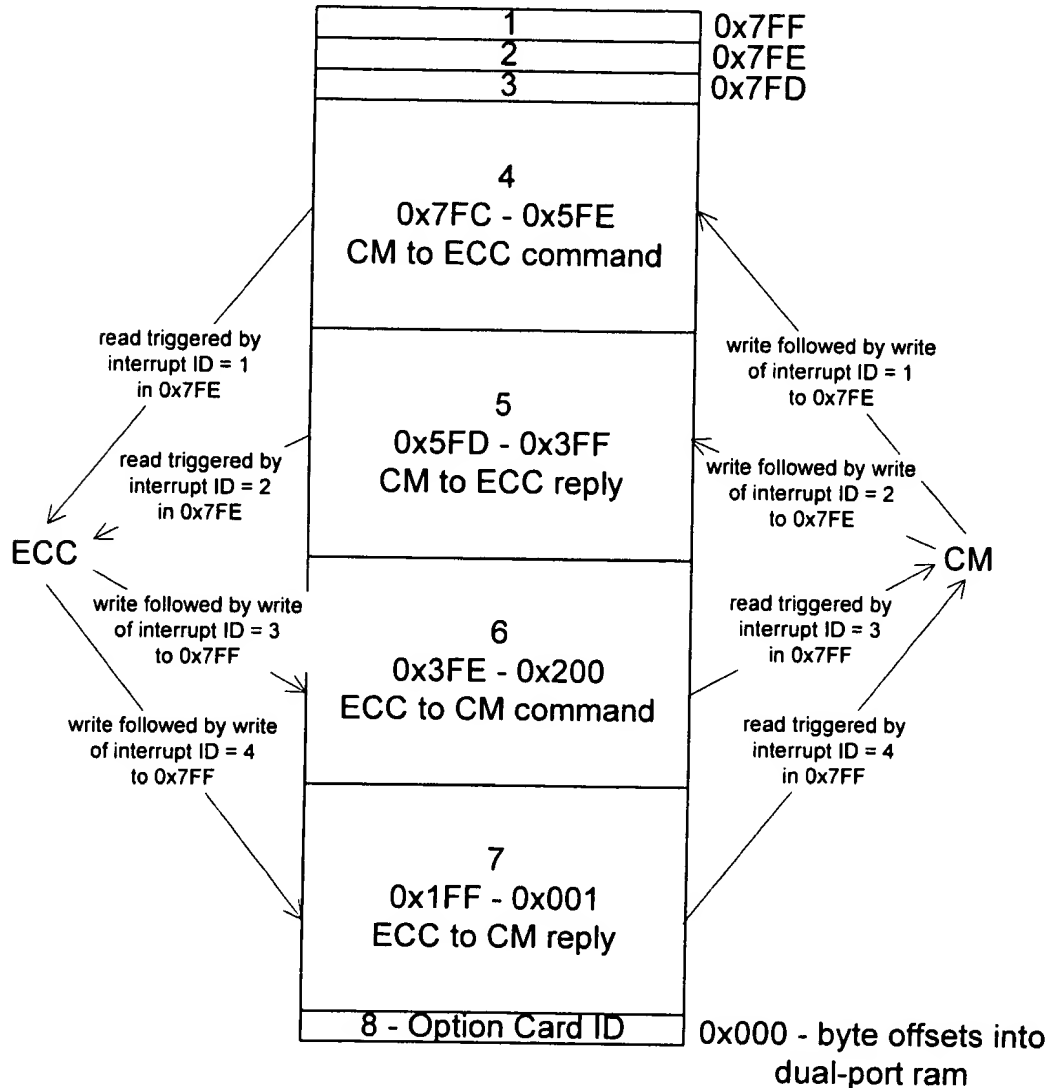 1
0x7FF
2
0x7FE
3
0x7FD
4
0x7FC - 0x5FE
CM to ECC command
read triggered by
interrupt ID = 1
in 0x7FE
write followed by write
of interrupt ID = 1
to 0x7FE
5
0x5FD - 0x3FF
CM to ECC reply
read triggered by
interrupt ID = 2
in 0x7FE
write followed by write
of interrupt ID = 2
to 0x7FE
ECC
CM
write followed by write
of interrupt ID = 3
to 0x7FF
6
0x3FE - 0x200
ECC to CM command
read triggered by
interrupt ID = 3
in 0x7FF
write followed by write
of interrupt ID = 4
to 0x7FF
read triggered by
interrupt ID = 4
in 0x7FF
7
0x1FF - 0x001
ECC to CM reply
8 - Option Card ID
0x000 - byte offsets into
dual-port ram